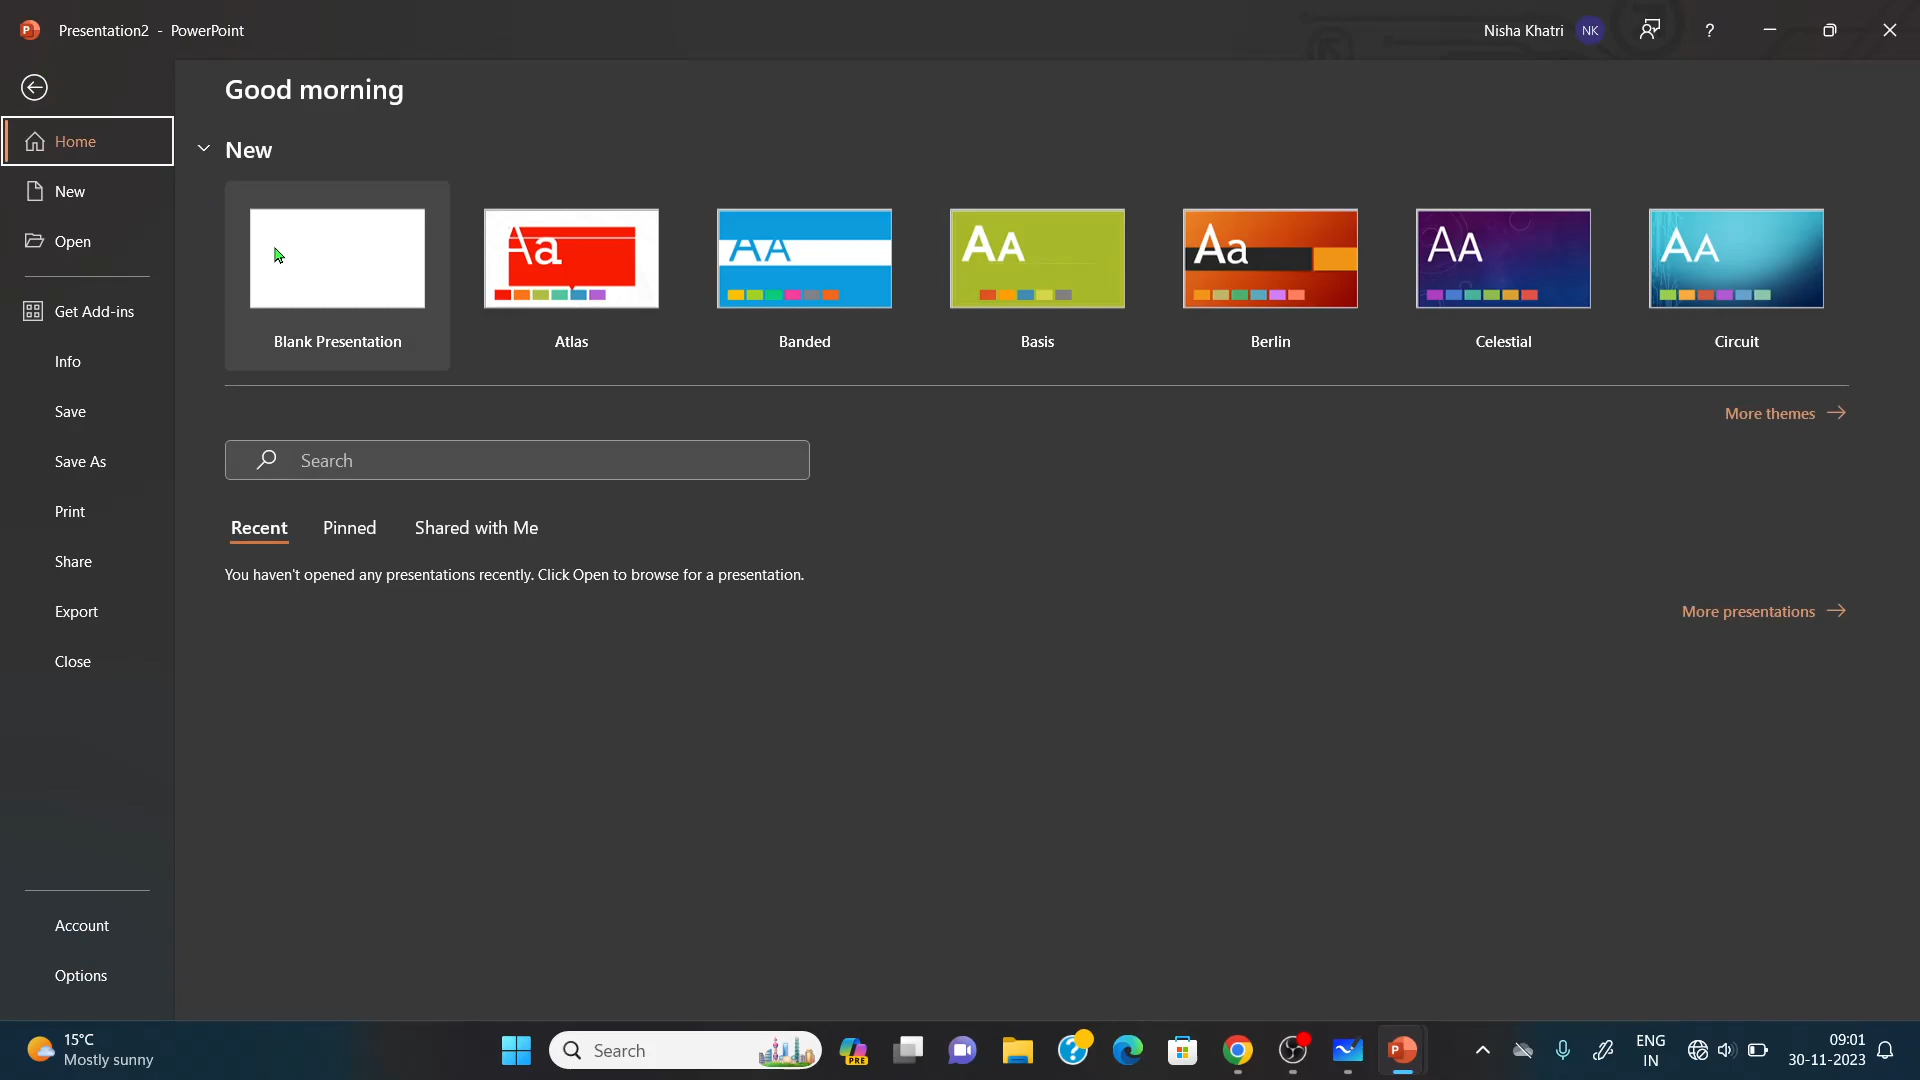 Presentation2 - PowerPoint
Nisha Khatri NK
?
Good morning
Home
New
Open
Get Add-ins
Info
Save
Save As
Print
Share
Export
Close
Account
Options
New
Aa
AA
AA
Aa
AA
AA
Blank Presentation
Atlas
Banded
Basis
Berlin
Celestial
Circuit
More themes
Search
Recent Pinned Shared with Me
You haven't opened any presentations recently. Click Open to browse for a presentation.
More presentations
15°C
Mostly sunny
Search
PRE
ENG
IN
09:01
30-11-2023